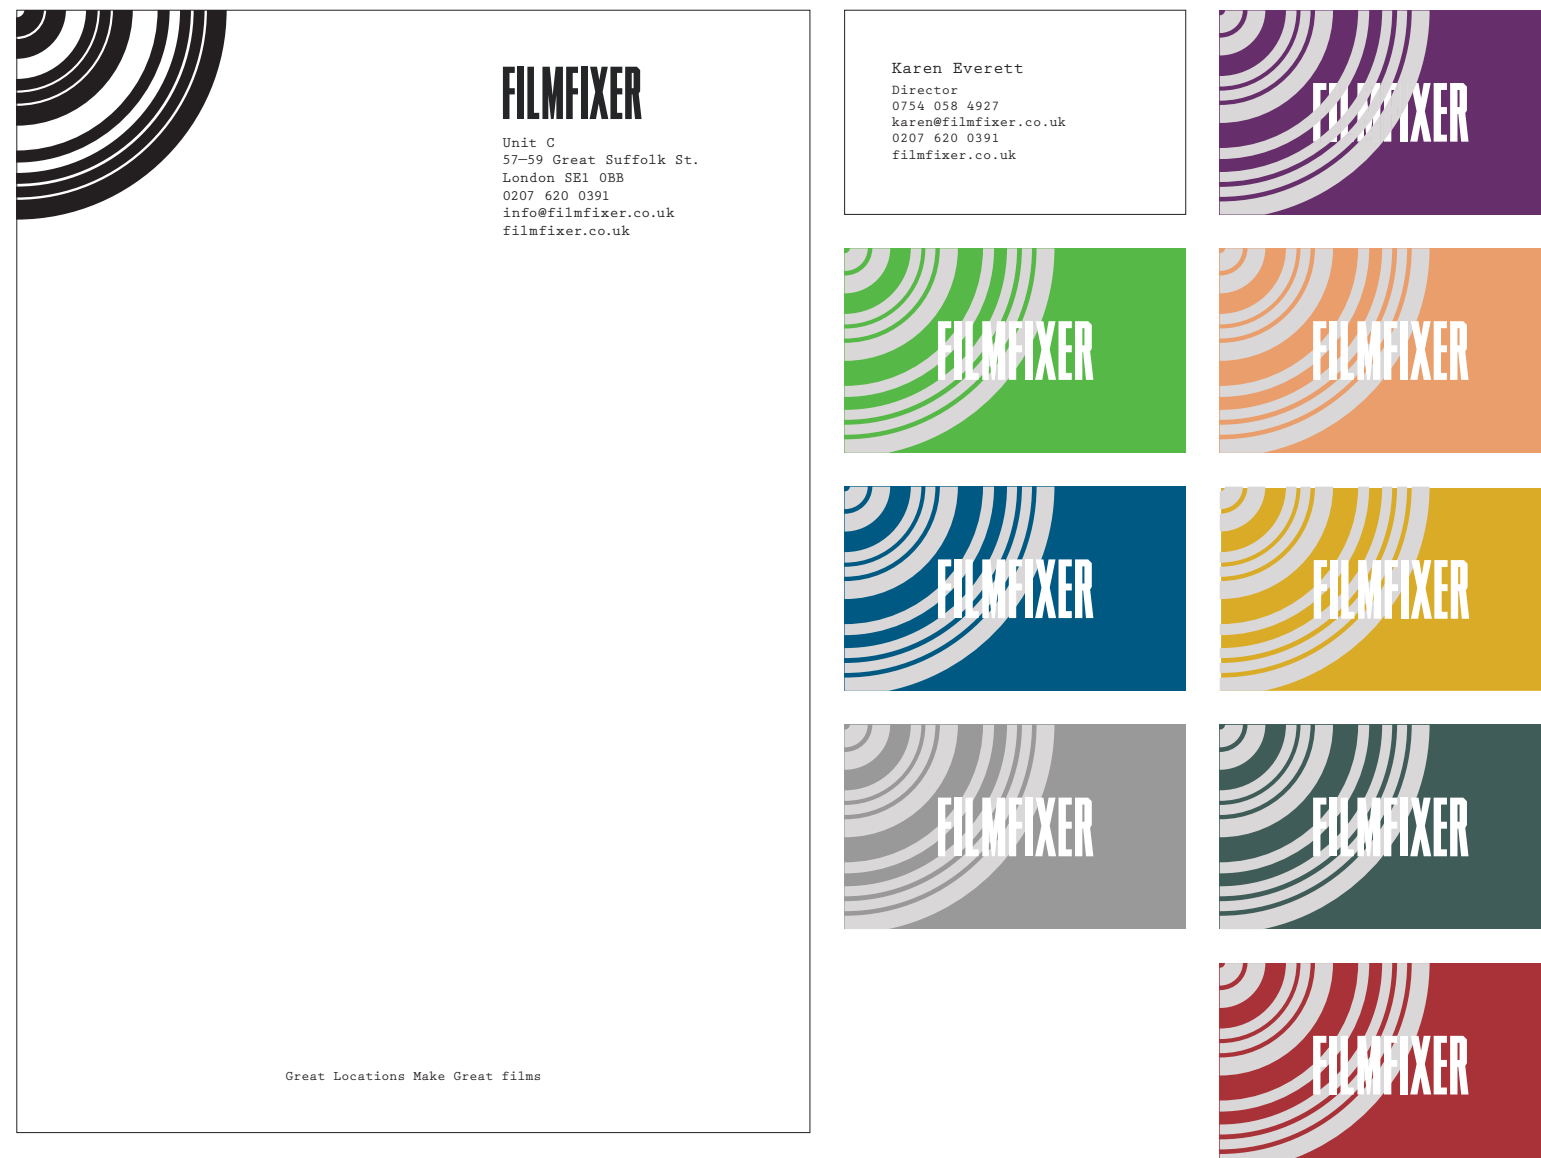 FILMFIXER
Unit C
57—59 Great Suffolk St.
London SE1 0BB
0207 620 0391
info@filmfixer.co.uk
filmfixer.co.uk
Great Locations Make Great films
Karen Everett
Director
0754 058 4927
karen@filmfixer.co.uk
0207 620 0391
filmfixer.co.uk
FILMFIXER
FILMFIXER
FILMFIXER
FILMFIXER
FILMFIXER
FILMFIXER
FILMFIXER
FILMFIXER